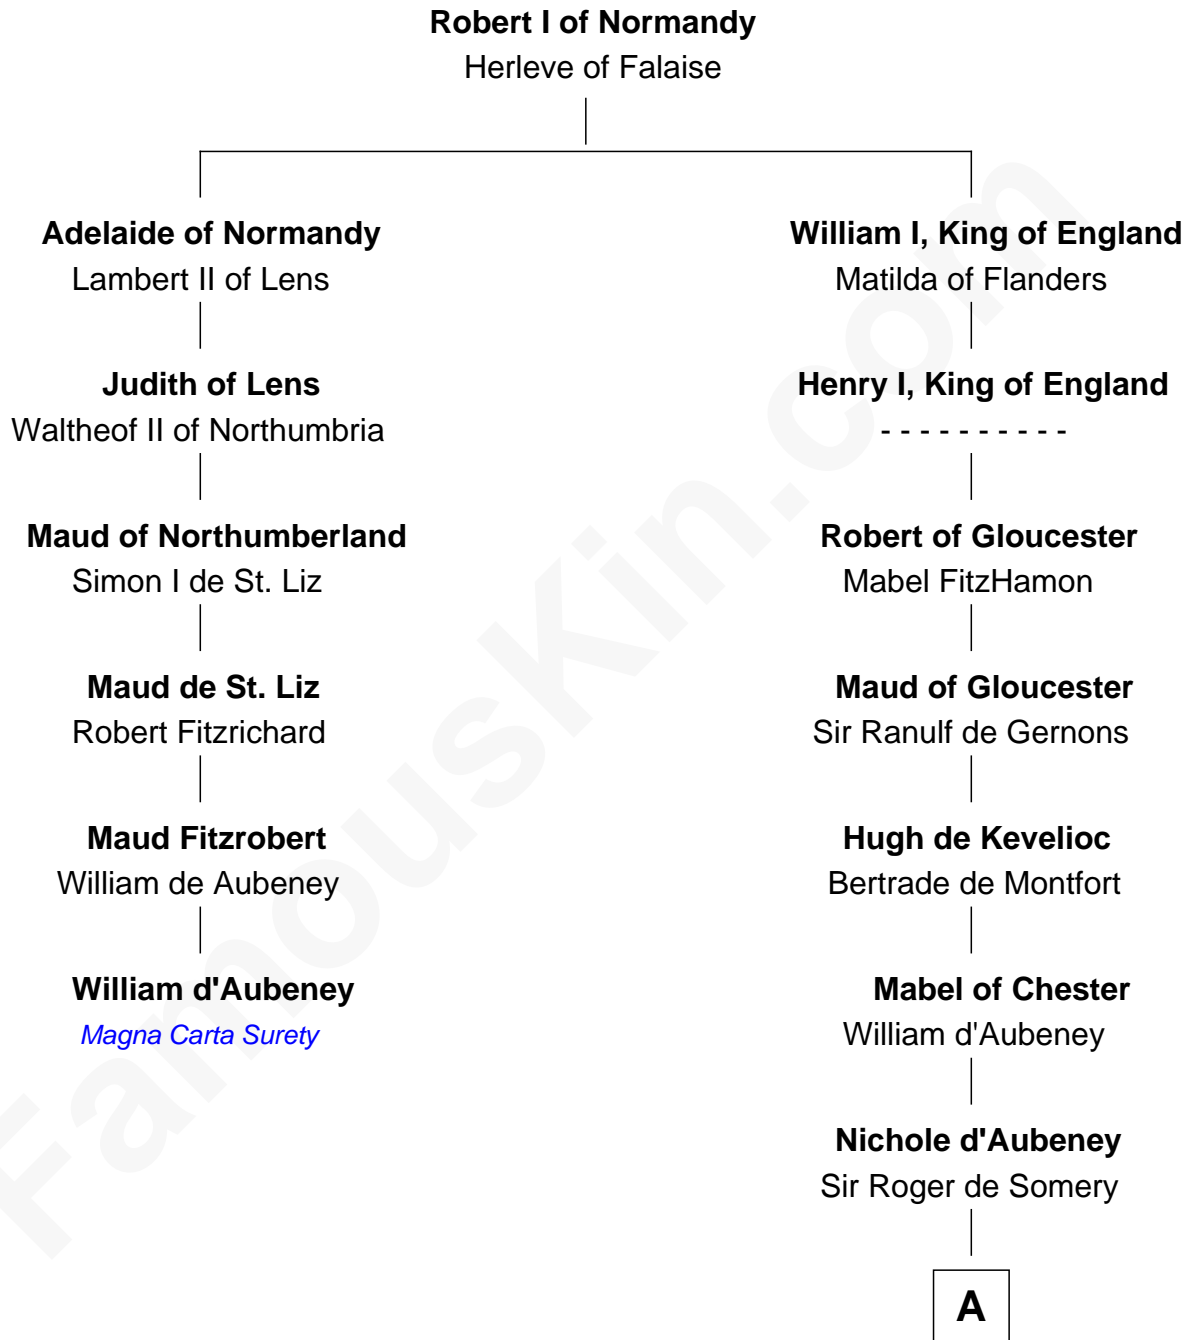 Robert I of Normandy
Herleve of Falaise
Adelaide of Normandy
Lambert II of Lens
Judith of Lens
Waltheof II of Northumbria
Maud of Northumberland
Simon I de St. Liz
Maud de St. Liz
Robert Fitzrichard
Maud Fitzrobert
William de Aubeney
William d'Aubeney
Magna Carta Surety
William I, King of England
Matilda of Flanders
Henry I, King of England
- - - - - - - - - -
Robert of Gloucester
Mabel FitzHamon
Maud of Gloucester
Sir Ranulf de Gernons
Hugh de Kevelioc
Bertrade de Montfort
Mabel of Chester
William d'Aubeney
Nichole d'Aubeney
Sir Roger de Somery
A
FamousKin.com